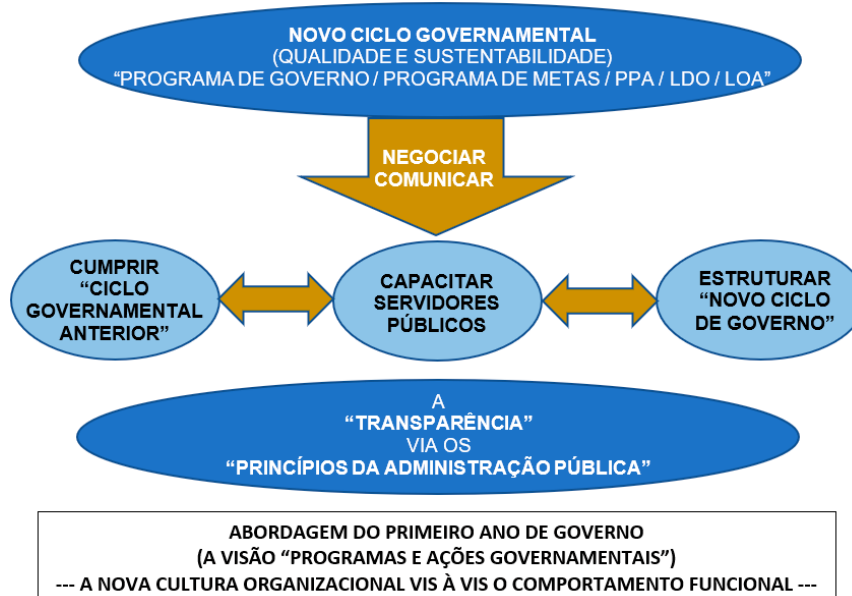 NOVO CICLO GOVERNAMENTAL
(QUALIDADE E SUSTENTABILIDADE)
“PROGRAMA DE GOVERNO / PROGRAMA DE METAS / PPA / LDO / LOA”
NEGOCIAR
COMUNICAR
CUMPRIR
“CICLO
GOVERNAMENTAL
ANTERIOR”
CAPACITAR
SERVIDORES
PÚBLICOS
ESTRUTURAR
“NOVO CICLO
DE GOVERNO”
A
“TRANSPARÊNCIA”
VIA OS
“PRINCÍPIOS DA ADMINISTRAÇÃO PÚBLICA”
ABORDAGEM DO PRIMEIRO ANO DE GOVERNO
(A VISÃO “PROGRAMAS E AÇÕES GOVERNAMENTAIS”)
--- A NOVA CULTURA ORGANIZACIONAL VIS À VIS O COMPORTAMENTO FUNCIONAL ---